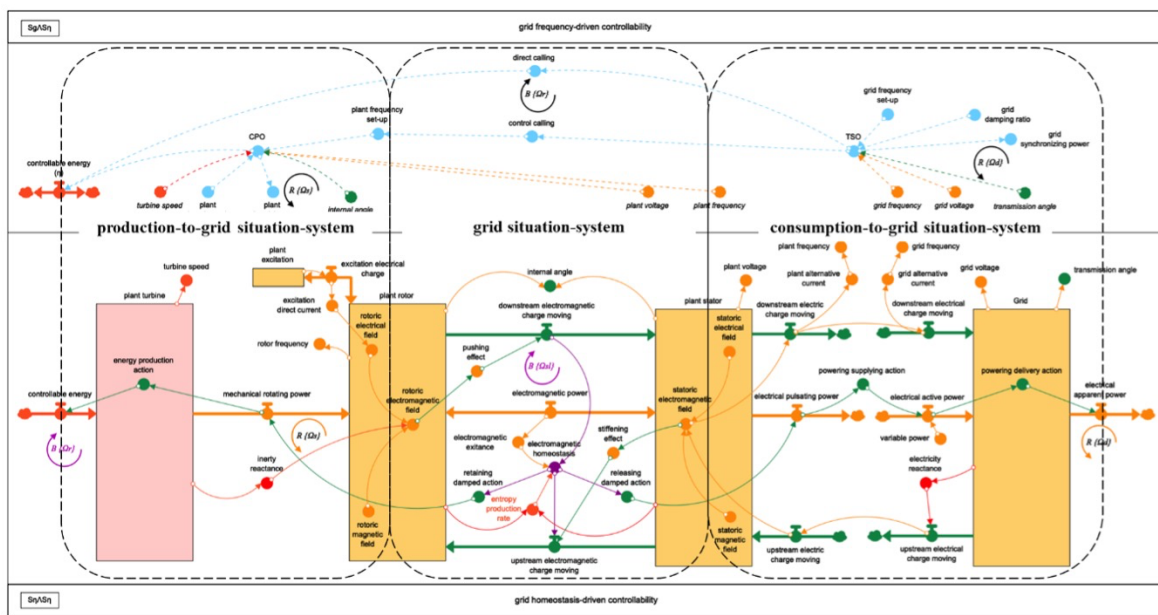 SgΛSη
grid frequency-driven controllability
direct calling
B {Ωr}
plant frequency
set-up
control calling
grid frequency
set-up
grid
damping ratio
CPO
TSO
grid
synchronizing power
controllable energy
(n)
R {Ωs}
R {Ωd}
turbine speed
plant
plant
internal angle
plant voltage
plant frequency
grid frequency
grid voltage
transmission angle
production-to-grid situation-system
grid situation-system
consumption-to-grid situation-system
plant
excitation
excitation electrical
charge
turbine speed
internal angle
plant voltage
plant frequency
grid frequency
plant alternative
current
grid alternative
current
grid voltage
transmission angle
plant turbine
excitation
direct current
plant rotor
downstream electromagnetic
charge moving
plant stator
downstream electric
charge moving
downstream electrical
charge moving
Grid
rotoric
electrical
field
statoric
electrical
field
rotor frequency
pushing
effect
B {Ωsl}
energy production
action
powering supplying action
powering delivery action
controllable energy
mechanical rotating power
rotoric
electromagnetic
field
electromagnetic power
statoric
electromagnetic
field
electrical pulsating power
electrical active power
electrical
apparent power
B {Ωr}
R {Ωs}
electromagnetic
exitance
electromagnetic
homeostasis
stiffening
effect
variable power
R {Ωd}
inerty
reactance
retaining
damped action
releasing
damped action
electricity
reactance
entropy
production
rate
rotoric
magnetic
field
statoric
magnetic
field
upstream electromagnetic
charge moving
upstream electric
charge moving
upstream electrical
charge moving
SηΛSη
grid homeostasis-driven controllability